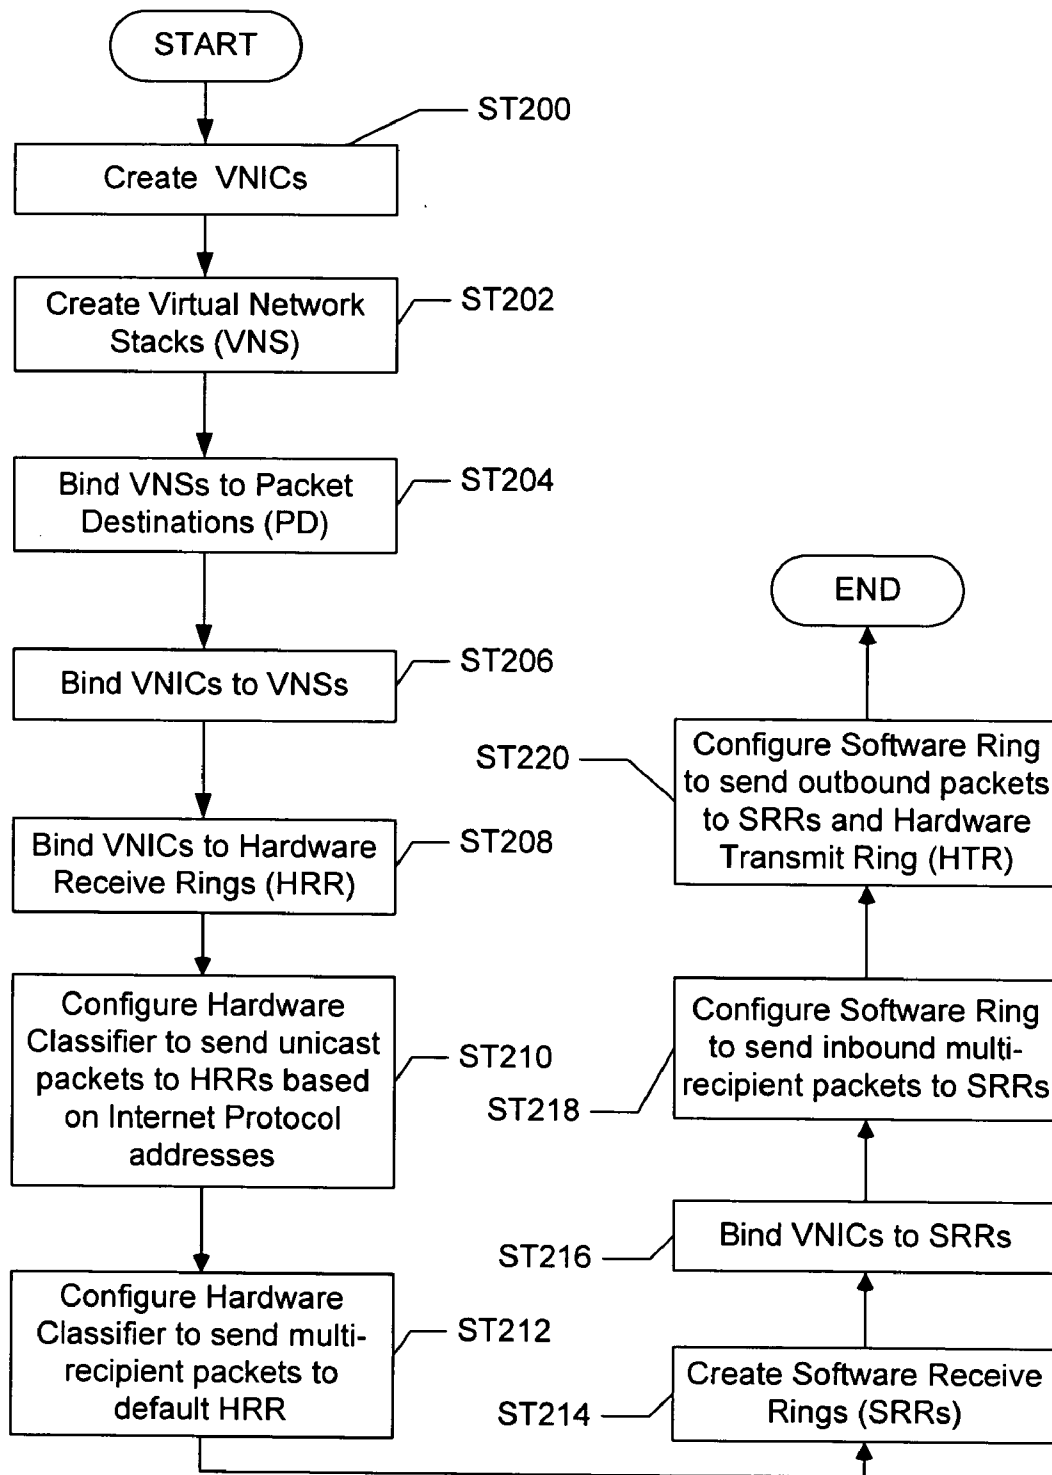 START
ST200
Create VNICs
Create Virtual Network
Stacks (VNS)
ST202
Bind VNSs to Packet
Destinations (PD)
ST204
Bind VNICs to VNSs
ST206
Bind VNICs to Hardware
Receive Rings (HRR)
ST208
Configure Hardware
Classifier to send unicast
packets to HRRs based
on Internet Protocol
addresses
ST210
Configure Hardware
Classifier to send multi-
recipient packets to
default HRR
ST212
Create Software Receive
Rings (SRRs)
ST214
Bind VNICs to SRRs
ST216
Configure Software Ring
to send inbound multi-
recipient packets to SRRs
ST218
Configure Software Ring
to send outbound packets
to SRRs and Hardware
Transmit Ring (HTR)
ST220
END